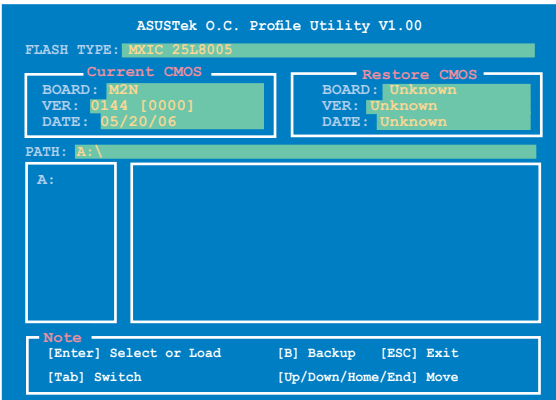 ASUSTek O.C. Profile Utility V1.00
FLASH TYPE: MXIC 25L8005
Current CMOS
BOARD: M2N
VER: 0144 [0000]
DATE: 05/20/06
Restore CMOS
BOARD: Unknown
VER: Unknown
DATE: Unknown
PATH: A:\
A:
Note
[Enter] Select or Load [B] Backup [ESC] Exit
[Tab] Switch [Up/Down/Home/End] Move